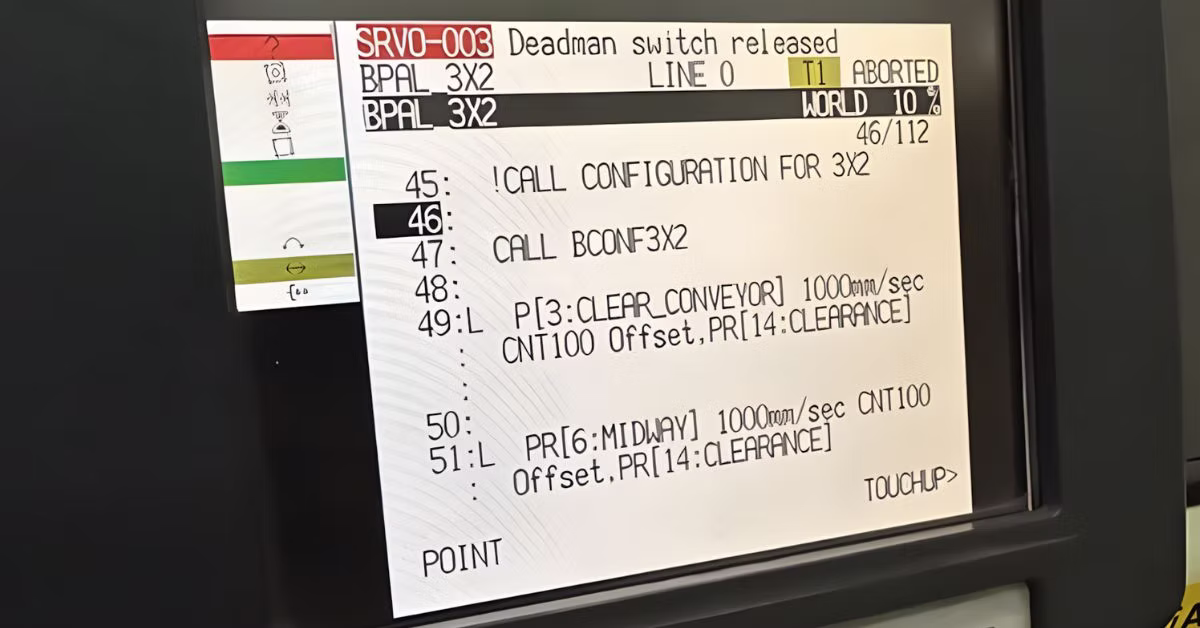 SRVO-003 Deadman switch released
BPAL 3X2 LINE 0 T1 ABORTED
BPAL 3X2 WORLD 10 %
46/112
45: !CALL CONFIGURATION FOR 3X2
46:
47: CALL BCONF3X2
48:
49:L P[3:CLEAR_CONVEYOR] 1000mm/sec
: CNT100 Offset,PR[14:CLEARANCE]
:
50:
51:L PR[6:MIDWAY] 1000mm/sec CNT100
: Offset,PR[14:CLEARANCE]
POINT TOUCHUP>